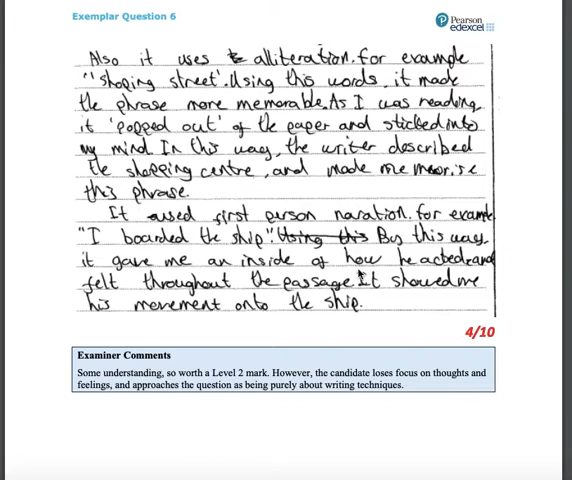 Exemplar Question 6
Pearson
edexcel
Also it uses alliteration. for example
"shoping street". Using this words, it made
the phrase more memorable. As I was reading,
it 'popped out' of the paper and sticked into
my mind. In this way, the writer described
the shopping centre, and made me memorise
this phrase.
It used first person naration. for example
"I boarded the ship". Using this By this way,
it gave me an inside of how he acted and
felt throughout the passage. It showed me
his movement onto the ship.
4/10
Examiner Comments
Some understanding, so worth a Level 2 mark. However, the candidate loses focus on thoughts and
feelings, and approaches the question as being purely about writing techniques.